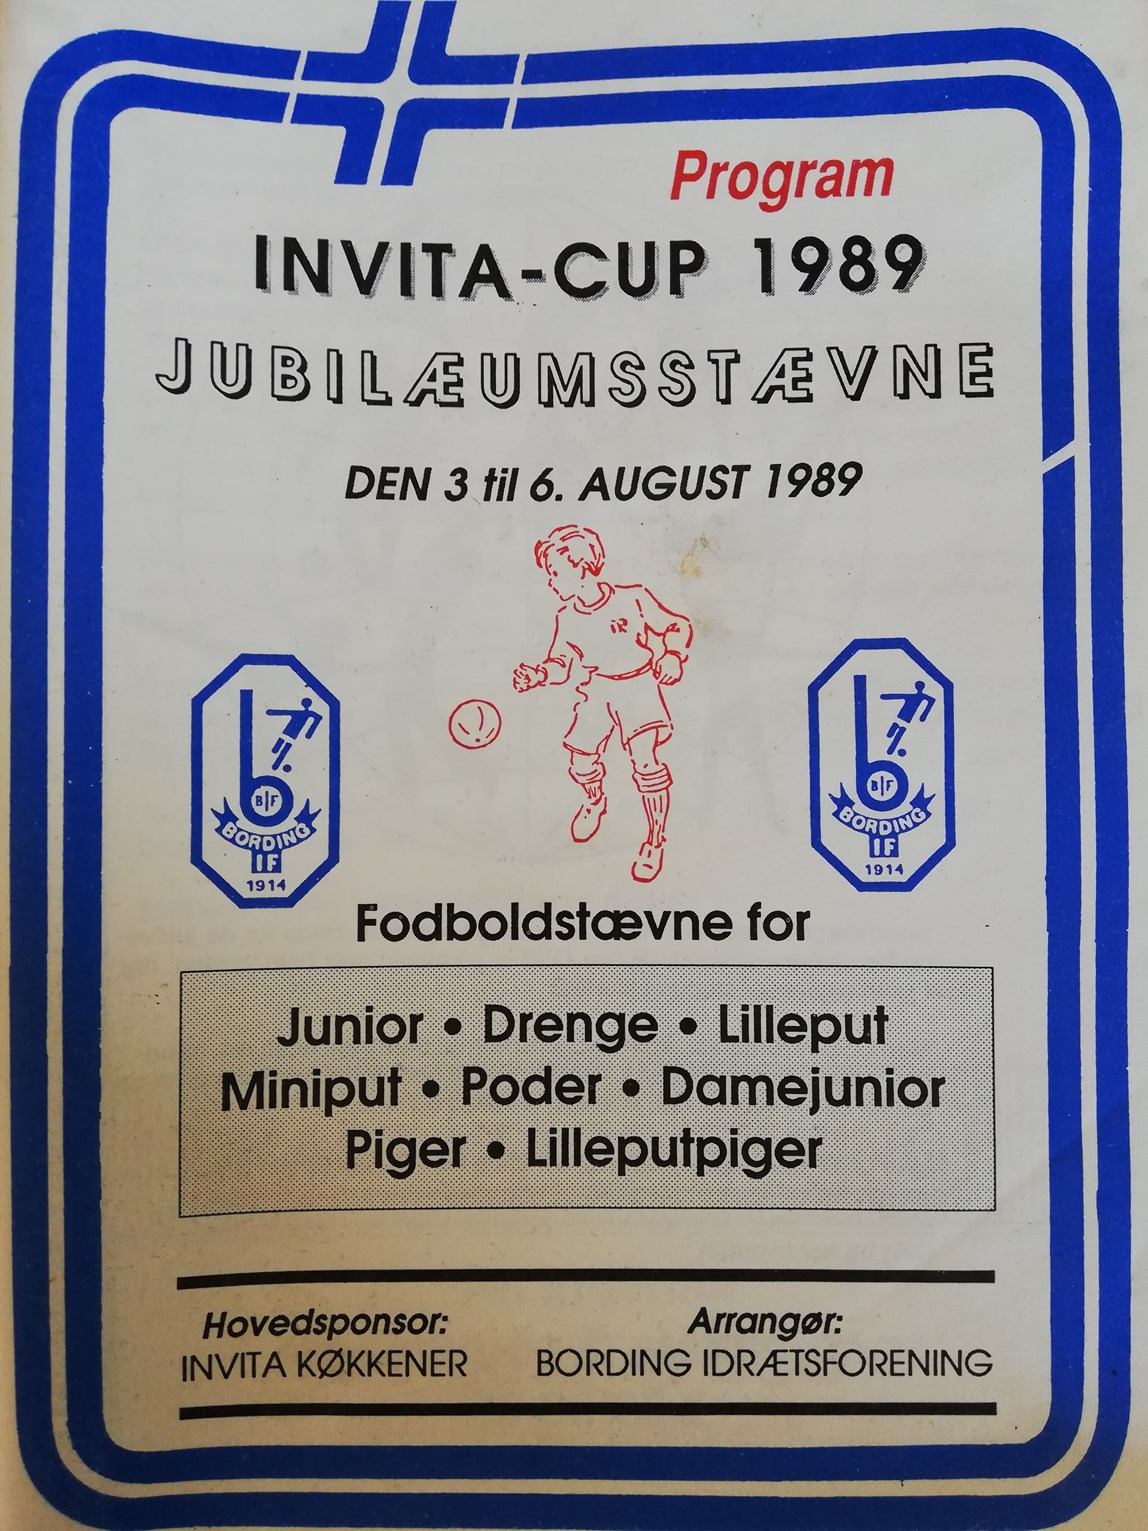 Program
INVITA-CUP 1989
JUBILÆUMSSTÆVNE
DEN 3 til 6. AUGUST 1989
iR
BIF
BORDING
IF
1914
BIF
BORDING
IF
1914
Fodboldstævne for
Junior • Drenge • Lilleput
Miniput • Poder • Damejunior
Piger • Lilleputpiger
Hovedsponsor:
INVITA KØKKENER
Arrangør:
BORDING IDRÆTSFORENING